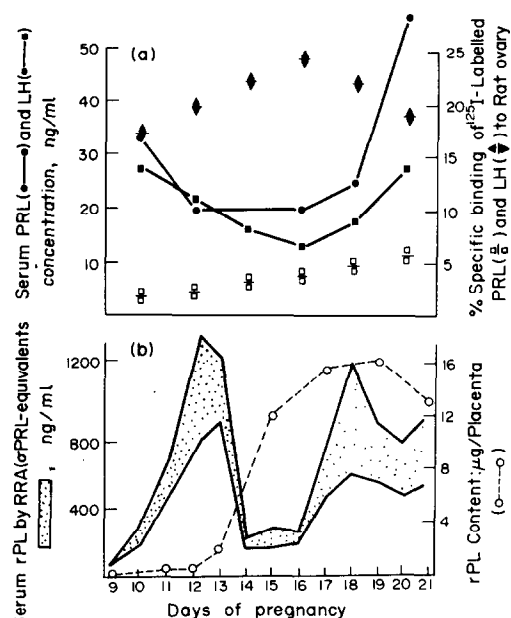 (a)
Serum PRL(●—●) and LH(■—■)
concentration, ng/ml
50
40
30
20
10
25
20
15
10
5
% Specific binding of ¹²⁵I-Labelled
PRL( ) and LH( ) to Rat ovary
(b)
Serum rPL by RRA(oPRL-equivalents
, ng/ml
1200
800
400
16
12
8
4
rPL Content:µg/Placenta
(o---o)
9 10 11 12 13 14 15 16 17 18 19 20 21
Days of pregnancy